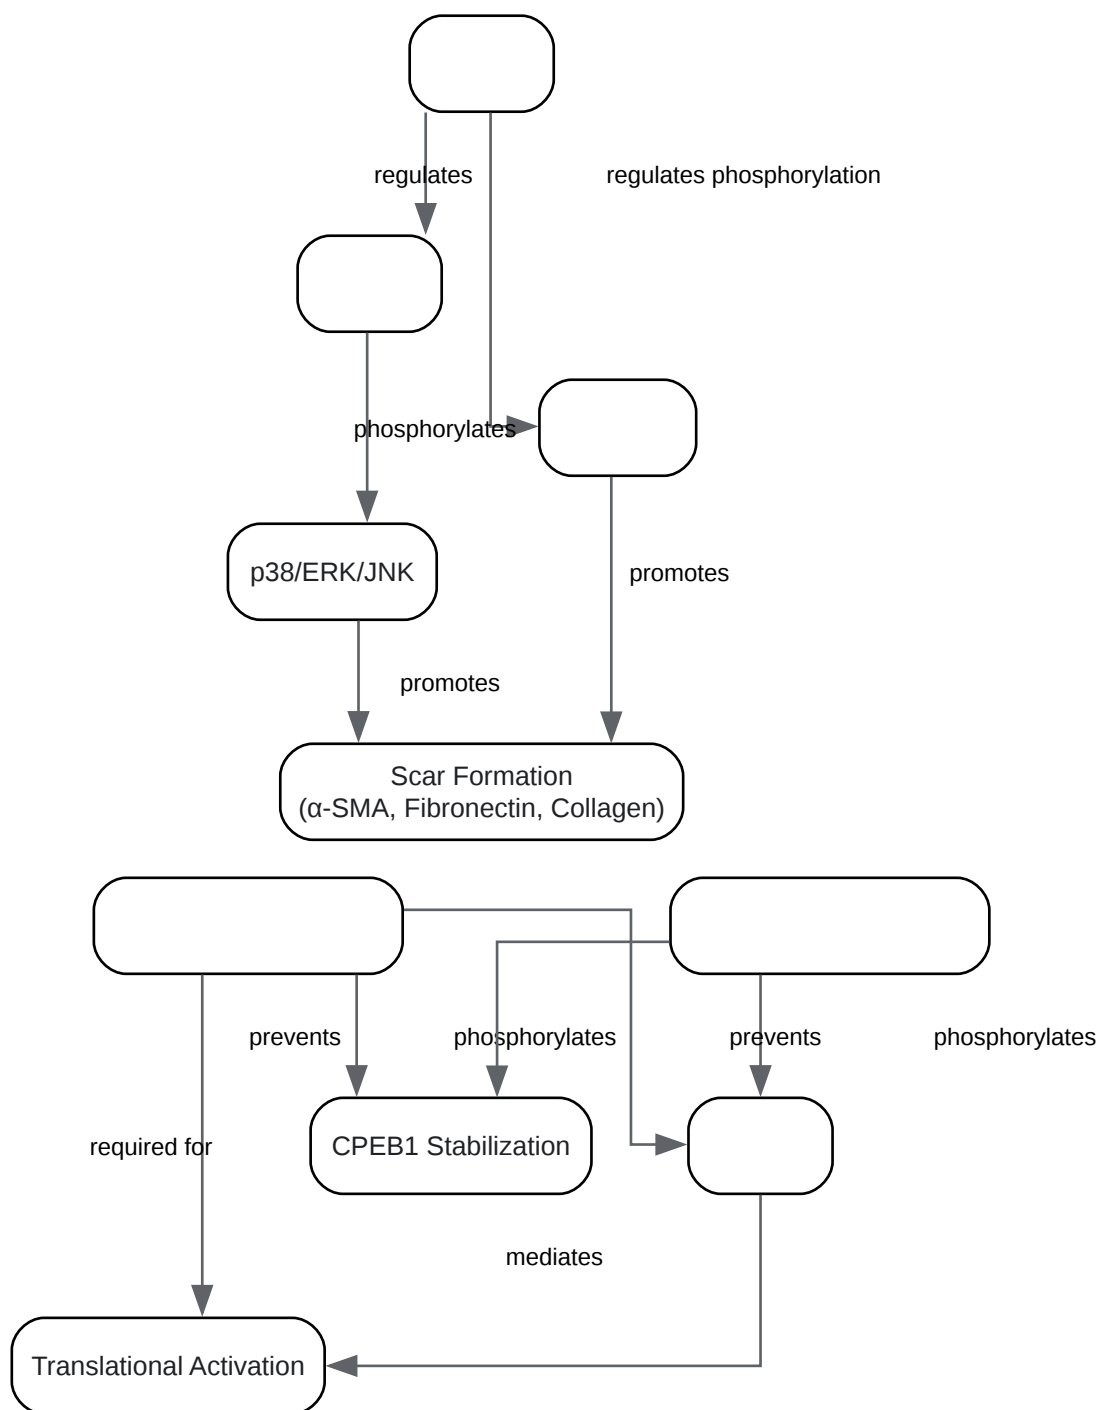 regulates
regulates phosphorylation
phosphorylates
p38/ERK/JNK
promotes
promotes
Scar Formation
(α-SMA, Fibronectin, Collagen)
prevents
phosphorylates
prevents
phosphorylates
required for
CPEB1 Stabilization
mediates
Translational Activation